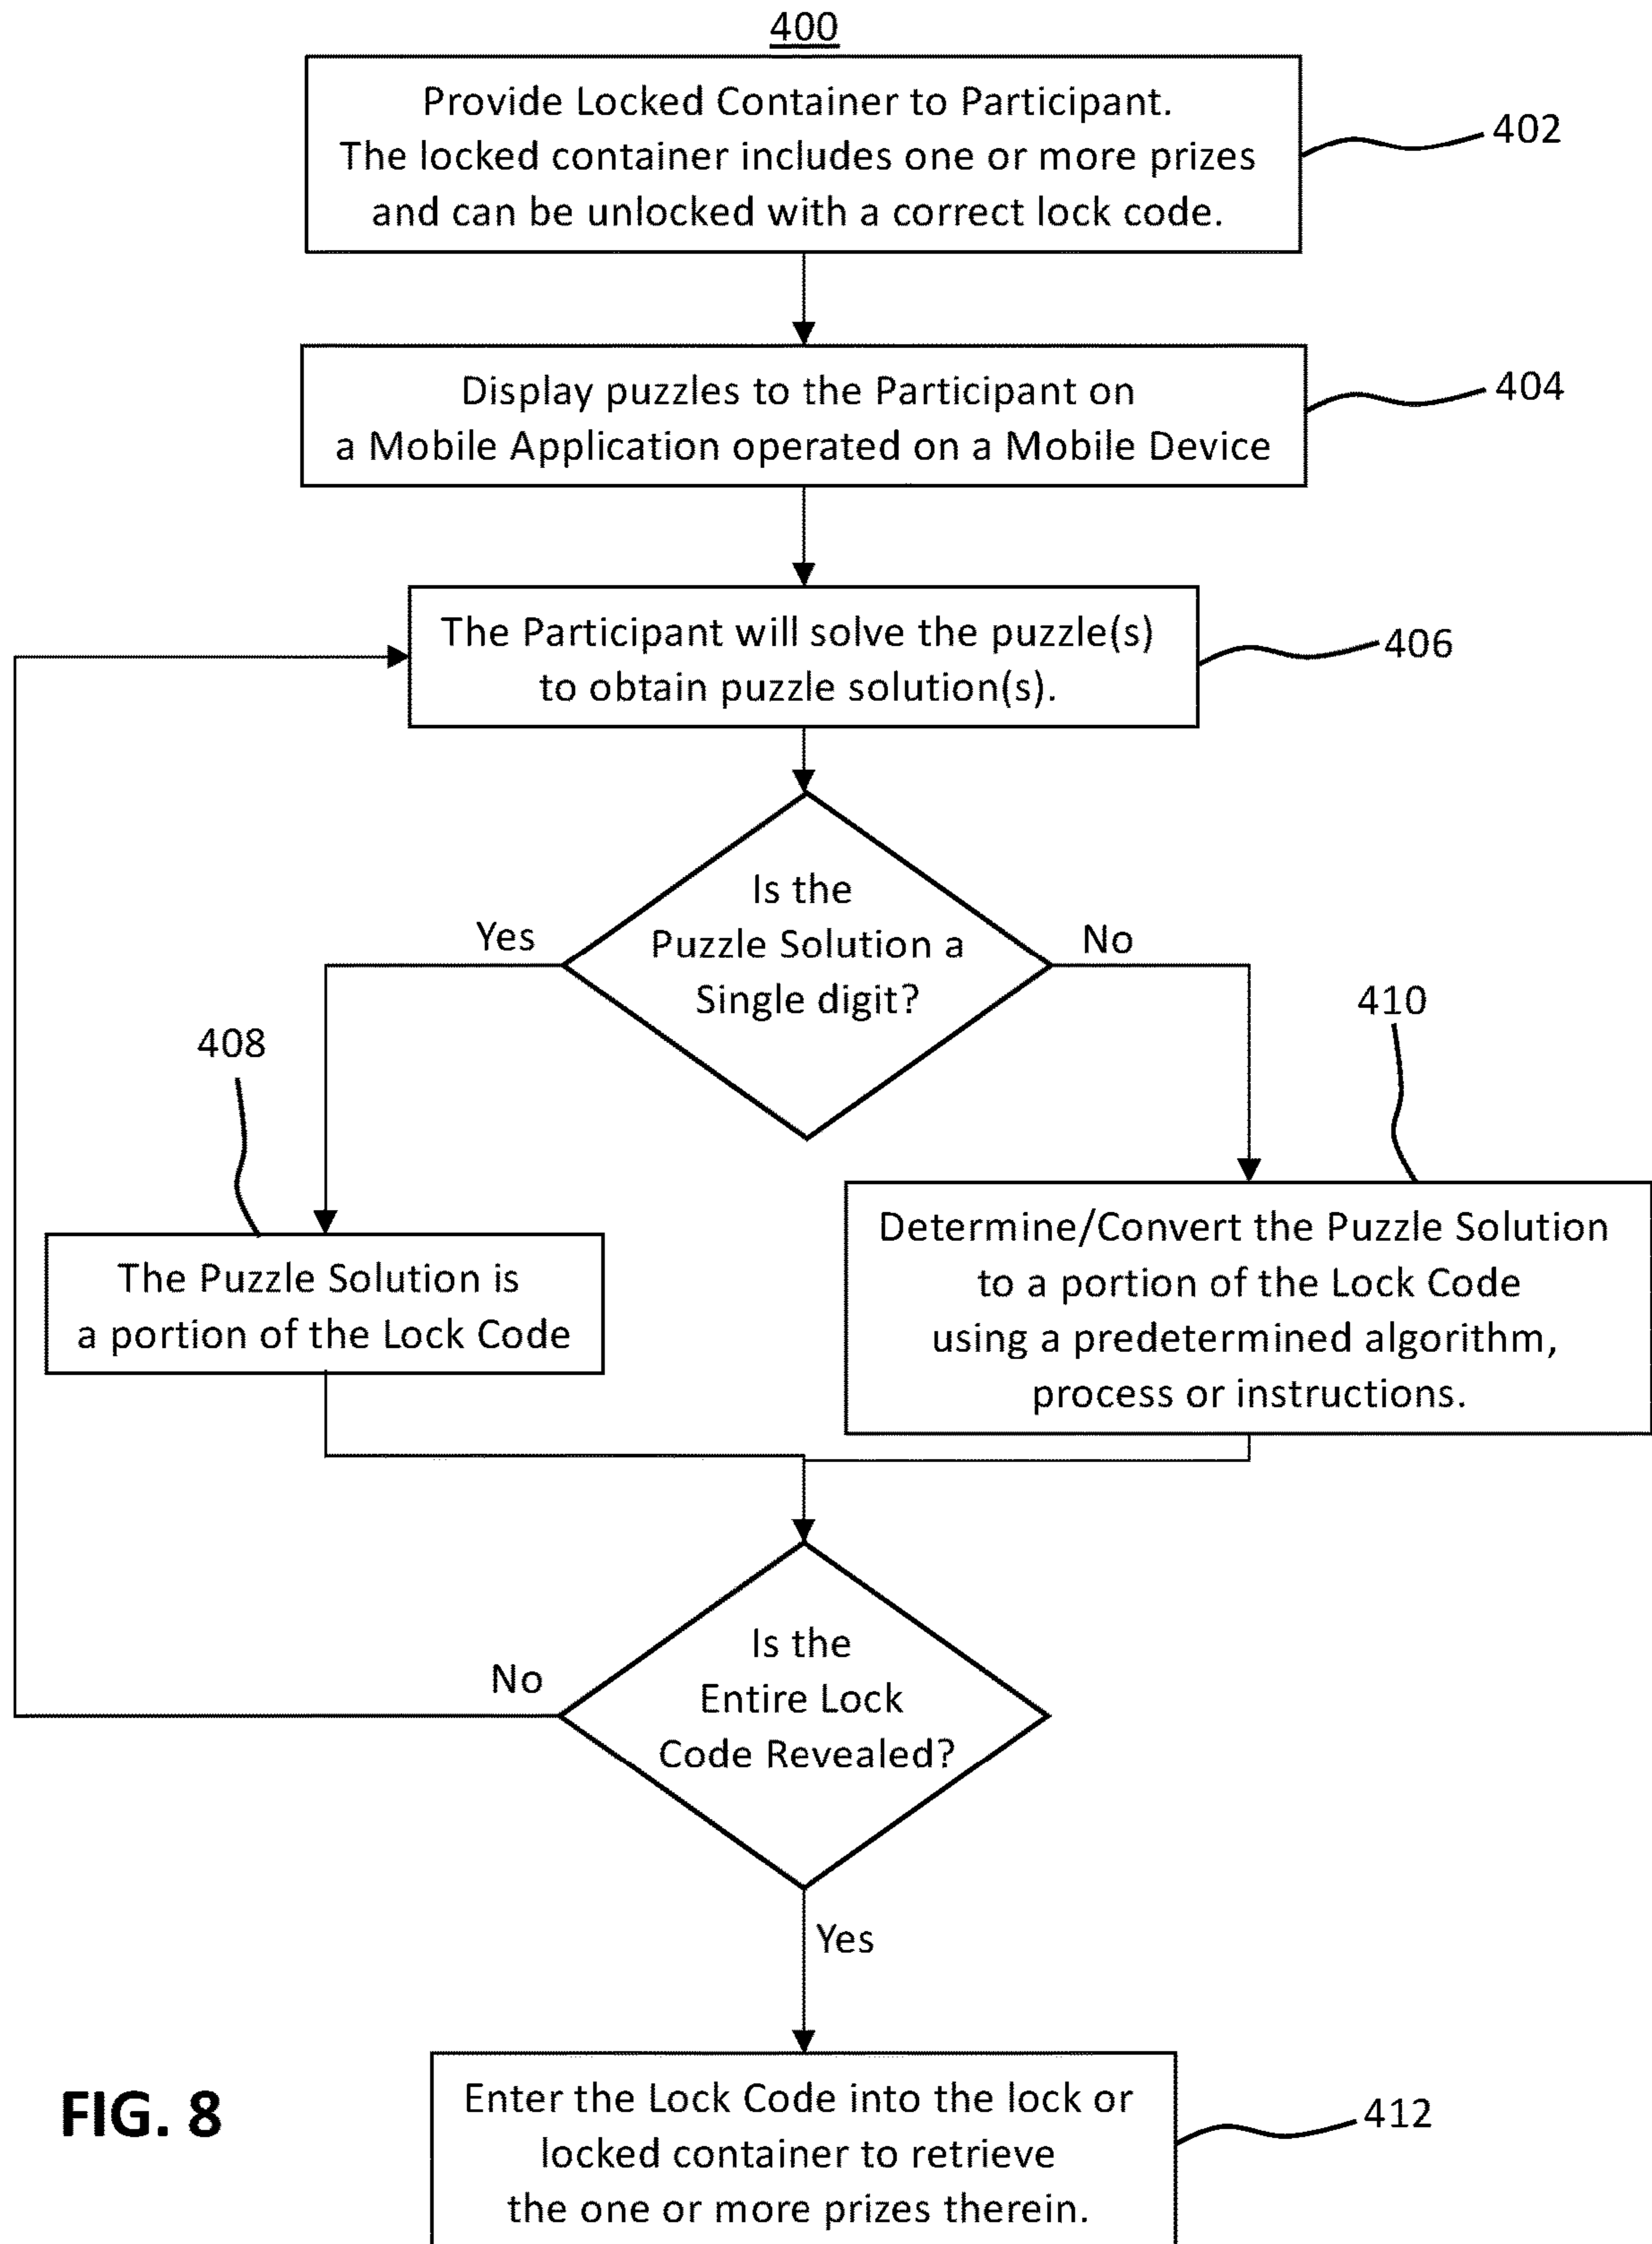 400
Provide Locked Container to Participant.
The locked container includes one or more prizes
and can be unlocked with a correct lock code.
402
Display puzzles to the Participant on
a Mobile Application operated on a Mobile Device
404
The Participant will solve the puzzle(s)
to obtain puzzle solution(s).
406
Is the
Puzzle Solution a
Single digit?
Yes
No
408
The Puzzle Solution is
a portion of the Lock Code
410
Determine/Convert the Puzzle Solution
to a portion of the Lock Code
using a predetermined algorithm,
process or instructions.
Is the
Entire Lock
Code Revealed?
No
Yes
Enter the Lock Code into the lock or
locked container to retrieve
the one or more prizes therein.
412
FIG. 8